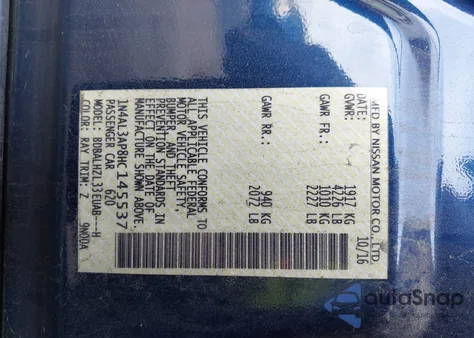 MFD BY NISSAN MOTOR CO., LTD.
DATE: 10/16
GVWR: 1917 KG
4226 LB
GAWR FR.: 1010 KG
2227 LB
GAWR RR.: 940 KG
2072 LB
THIS VEHICLE CONFORMS TO
ALL APPLICABLE FEDERAL
MOTOR VEHICLE SAFETY,
BUMPER, AND THEFT
PREVENTION STANDARDS IN
EFFECT ON THE DATE OF
MANUFACTURE SHOWN ABOVE.
1N4AL3AP8HC145537
PASSENGER CAR 620
COLOR: RAY TRIM: Z 9N00A
autoSnap